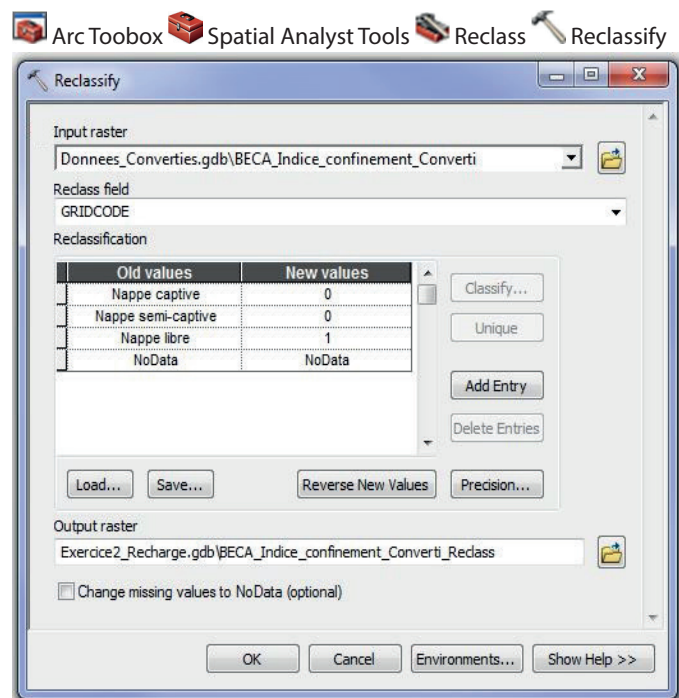 Arc Toobox Spatial Analyst Tools Reclass Reclassify
Reclassify
Input raster
Donnees_Converties.gdb\BECA_Indice_confinement_Converti
Reclass field
GRIDCODE
Reclassification
Old values New values
Nappe captive 0
Nappe semi-captive 0
Nappe libre 1
NoData NoData
Classify...
Unique
Add Entry
Delete Entries
Load... Save... Reverse New Values Precision...
Output raster
Exercice2_Recharge.gdb\BECA_Indice_confinement_Converti_Reclass
Change missing values to NoData (optional)
OK Cancel Environments... Show Help >>